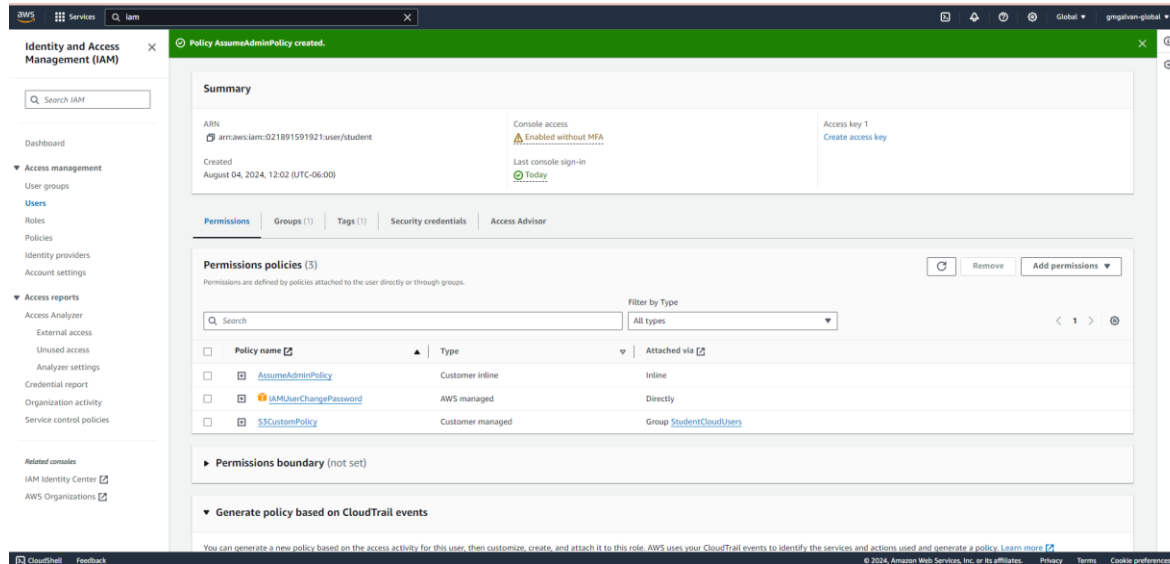 aws
Services
iam
Global
gmgalvan-global
Identity and Access Management (IAM)
Search IAM
Dashboard
Access management
User groups
Users
Roles
Policies
Identity providers
Account settings
Access reports
Access Analyzer
External access
Unused access
Analyzer settings
Credential report
Organization activity
Service control policies
Related consoles
IAM Identity Center
AWS Organizations
Policy AssumeAdminPolicy created.
Summary
ARN
arn:aws:iam::021891591921:user/student
Console access
Enabled without MFA
Access key 1
Create access key
Created
August 04, 2024, 12:02 (UTC-06:00)
Last console sign-in
Today
Permissions
Groups (1)
Tags (1)
Security credentials
Access Advisor
Permissions policies (3)
Permissions are defined by policies attached to the user directly or through groups.
Remove
Add permissions
Filter by Type
Search
All types
1
Policy name
Type
Attached via
AssumeAdminPolicy
Customer inline
Inline
IAMUserChangePassword
AWS managed
Directly
S3CustomPolicy
Customer managed
Group StudentCloudUsers
Permissions boundary (not set)
Generate policy based on CloudTrail events
You can generate a new policy based on the access activity for this user, then customize, create, and attach it to this role. AWS uses your CloudTrail events to identify the services and actions used and generate a policy. Learn more
CloudShell
Feedback
© 2024, Amazon Web Services, Inc. or its affiliates.
Privacy
Terms
Cookie preferences